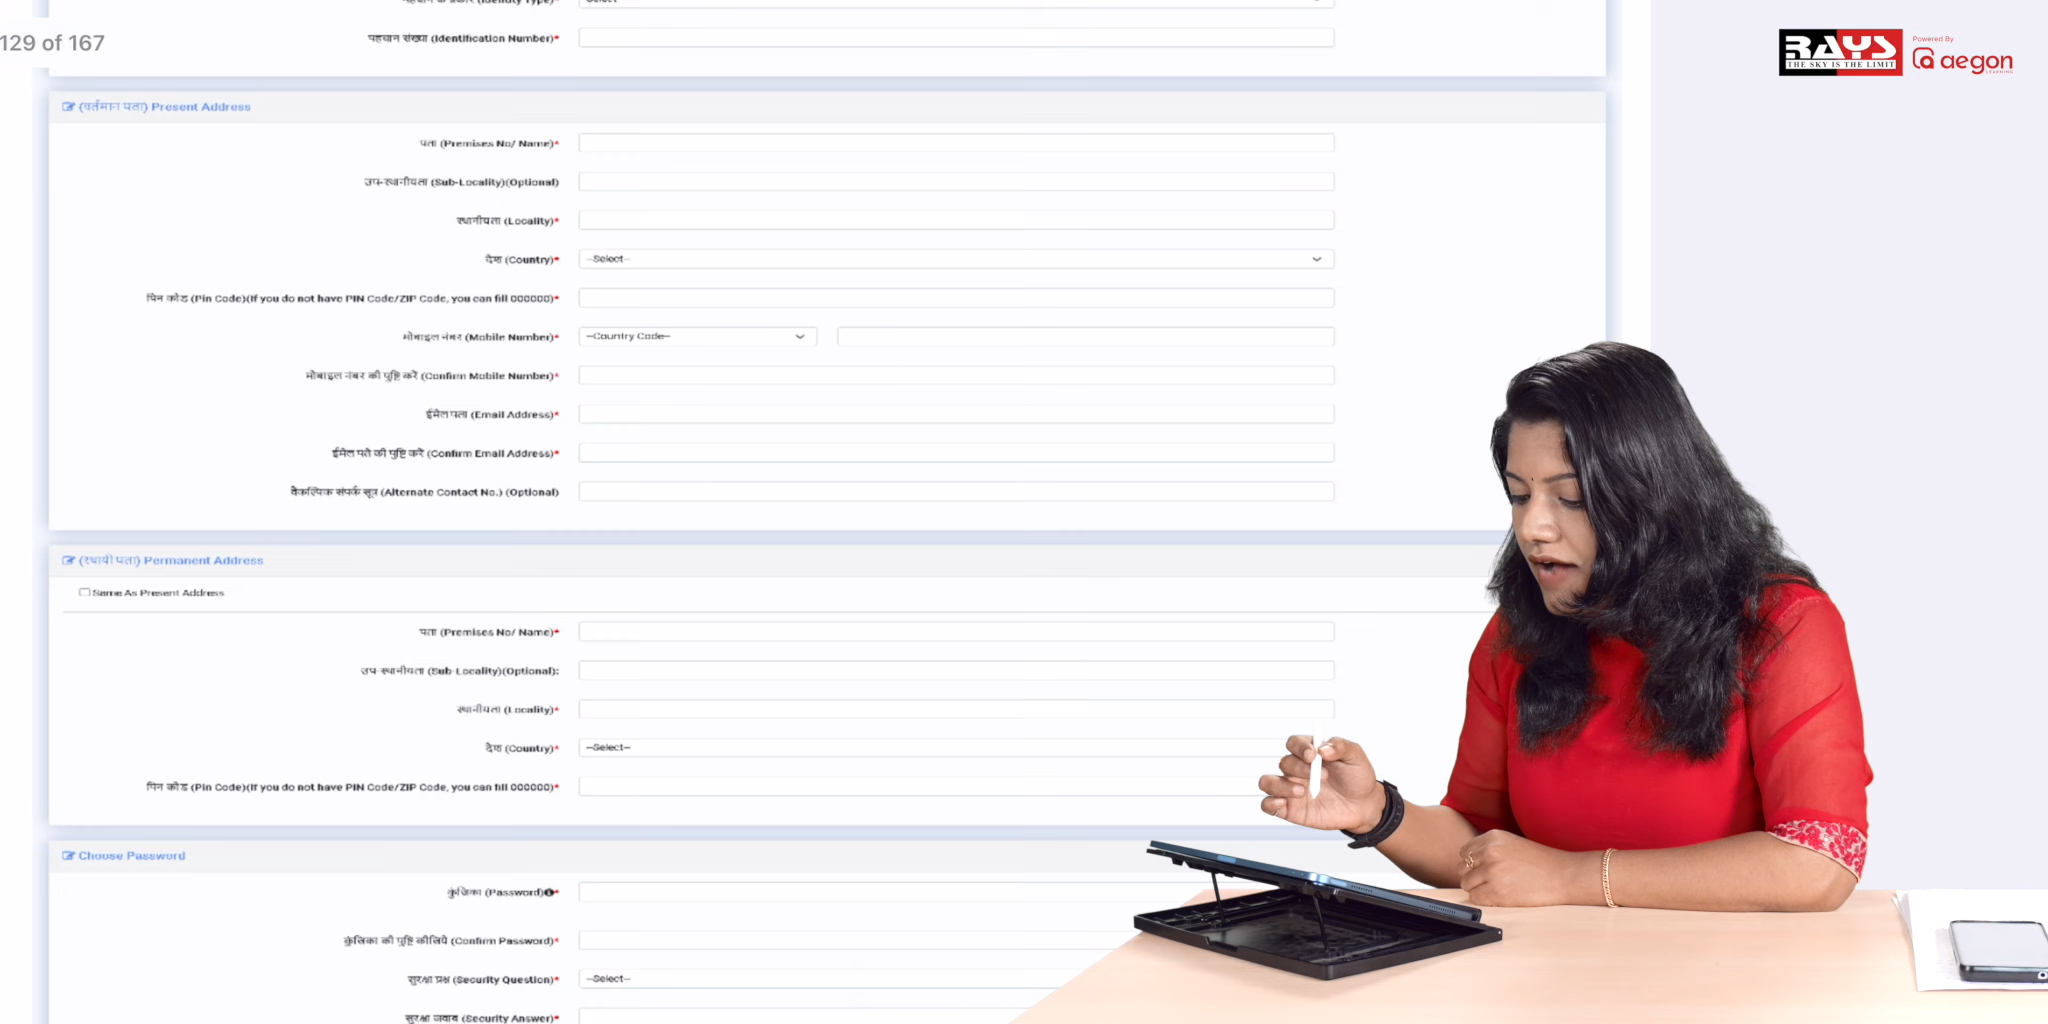 पहचान के प्रकार (Identity Type)*
--Select--
129 of 167
पहचान संख्या (Identification Number)*
RAYS
THE SKY IS THE LIMIT
Powered By
aegon
LEARNING
(वर्तमान पता) Present Address
पता (Premises No/ Name)*
उप-स्थानीयता (Sub-Locality)(Optional)
स्थानीयता (Locality)*
देश (Country)*
--Select--
पिन कोड (Pin Code)(If you do not have PIN Code/ZIP Code, you can fill 000000)*
मोबाइल नंबर (Mobile Number)*
--Country Code--
मोबाइल नंबर की पुष्टि करें (Confirm Mobile Number)*
ईमेल पता (Email Address)*
ईमेल पते की पुष्टि करें (Confirm Email Address)*
वैकल्पिक संपर्क सूत्र (Alternate Contact No.) (Optional)
(स्थायी पता) Permanent Address
Same As Present Address
पता (Premises No/ Name)*
उप-स्थानीयता (Sub-Locality)(Optional):
स्थानीयता (Locality)*
देश (Country)*
--Select--
पिन कोड (Pin Code)(If you do not have PIN Code/ZIP Code, you can fill 000000)*
Choose Password
कुंजिका (Password)*
कुंजिका की पुष्टि कीजिये (Confirm Password)*
सुरक्षा प्रश्न (Security Question)*
--Select--
सुरक्षा जवाब (Security Answer)*